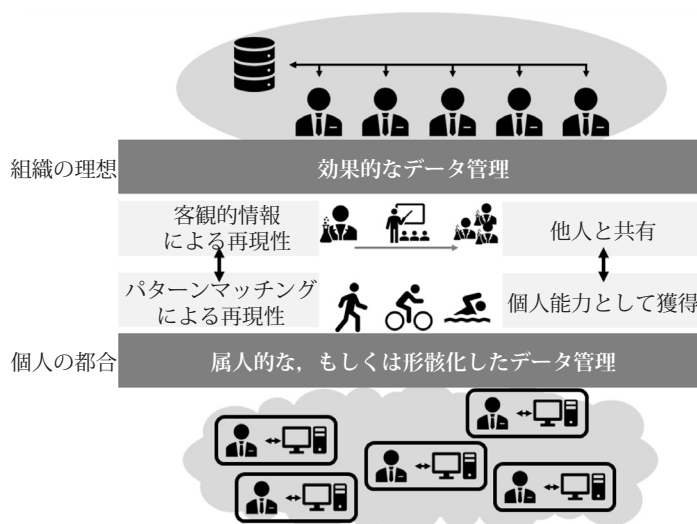 組織の理想
効果的なデータ管理
客観的情報
による再現性
他人と共有
パターンマッチング
による再現性
個人能力として獲得
個人の都合
属人的な，もしくは形骸化したデータ管理